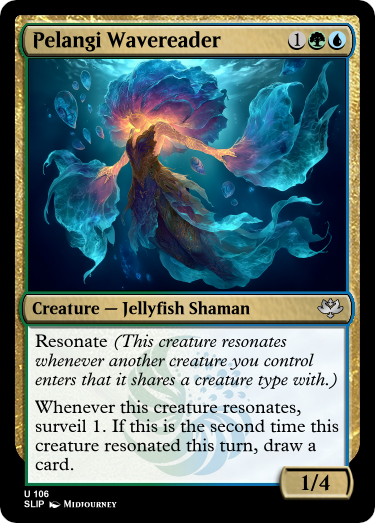 Pelangi Wavereader 1
Creature — Jellyfish Shaman
Resonate (This creature resonates
whenever another creature you control
enters that it shares a creature type with.)
Whenever this creature resonates,
surveil 1. If this is the second time this
creature resonated this turn, draw a
card.
1/4
U 106
SLIP Midjourney